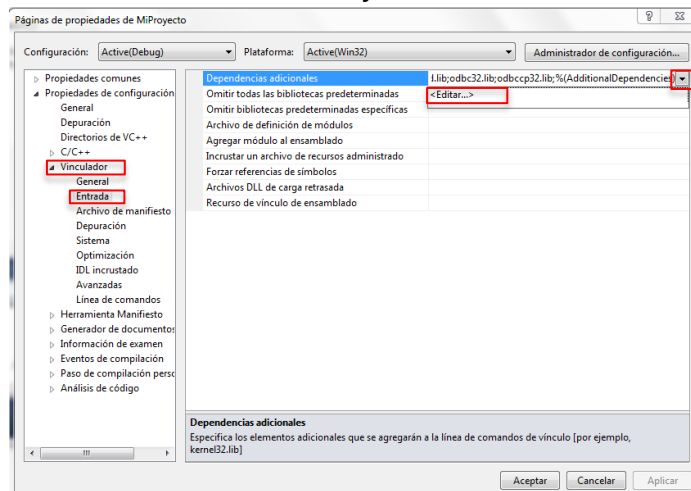 Páginas de propiedades de MiProyecto
Configuración: Active(Debug) Plataforma: Active(Win32) Administrador de configuración...
Propiedades comunes
Propiedades de configuración
General
Depuración
Directorios de VC++
C/C++
Vinculador
General
Entrada
Archivo de manifiesto
Depuración
Sistema
Optimización
IDL incrustado
Avanzadas
Línea de comandos
Herramienta Manifiesto
Generador de documentos
Información de examen
Eventos de compilación
Paso de compilación persc
Análisis de código
Dependencias adicionales l.lib;odbc32.lib;odbccp32.lib;%(AdditionalDependencies)
Omitir todas las bibliotecas predeterminadas <Editar...>
Omitir bibliotecas predeterminadas específicas
Archivo de definición de módulos
Agregar módulo al ensamblado
Incrustar un archivo de recursos administrado
Forzar referencias de símbolos
Archivos DLL de carga retrasada
Recurso de vínculo de ensamblado
Dependencias adicionales
Especifica los elementos adicionales que se agregarán a la línea de comandos de vínculo [por ejemplo,
kernel32.lib]
Aceptar Cancelar Aplicar